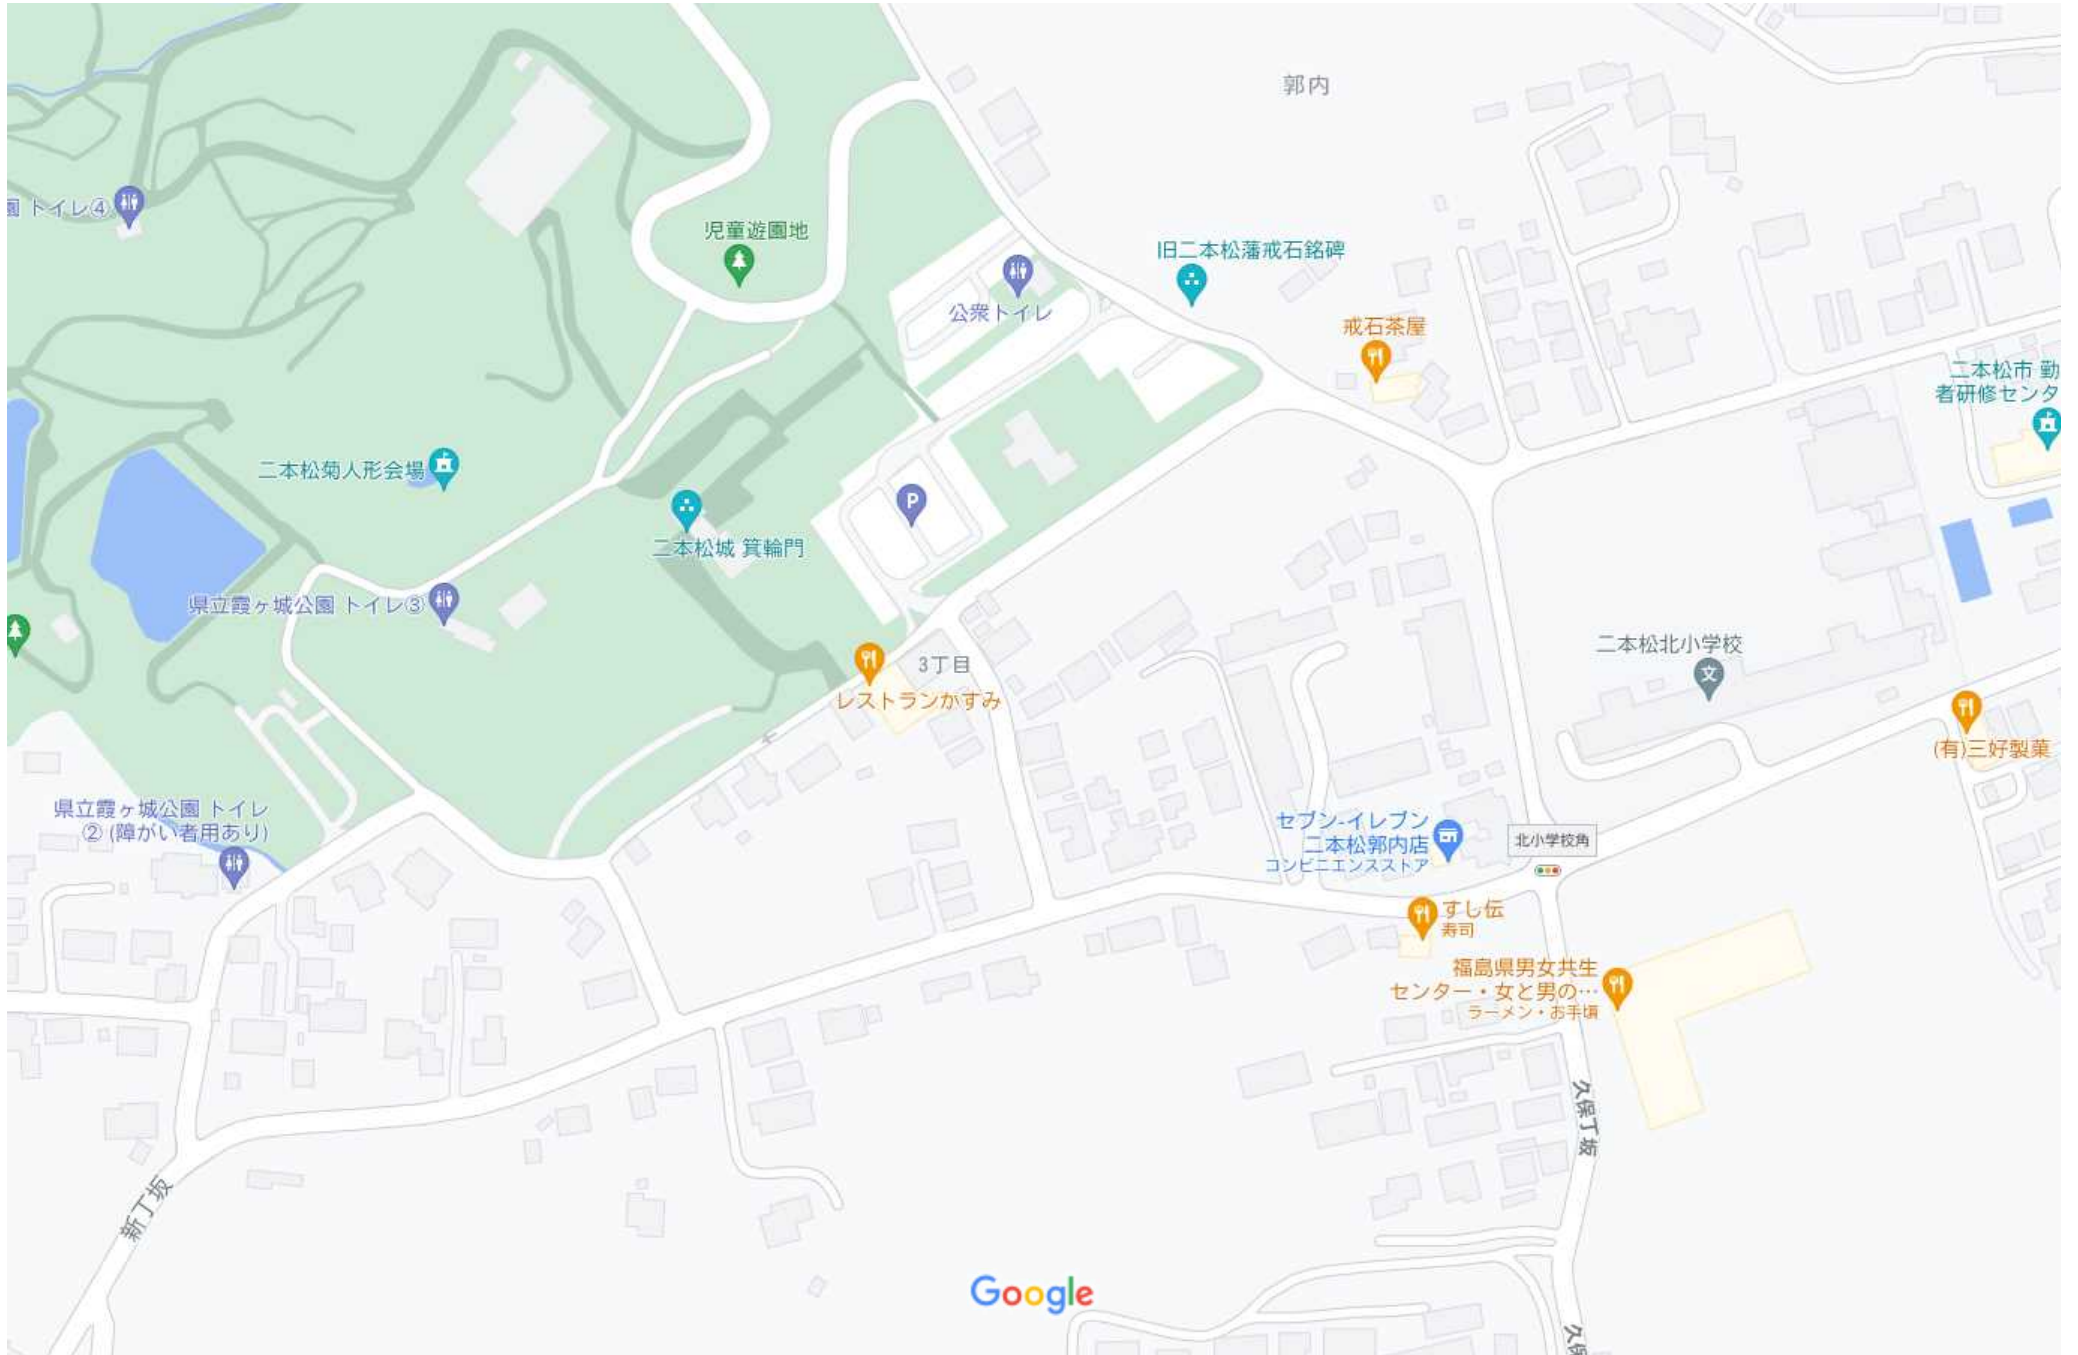 郭内
園 トイレ④
児童遊園地
旧二本松藩戒石銘碑
公衆トイレ
戒石茶屋
二本松市 勤
者研修センタ
二本松菊人形会場
P
二本松城 箕輪門
県立霞ヶ城公園 トイレ③
3丁目
二本松北小学校
文
レストランかすみ
(有)三好製菓
県立霞ヶ城公園 トイレ
② (障がい者用あり)
セブン-イレブン
二本松郭内店
コンビニエンスストア
北小学校角
すし伝
寿司
福島県男女共生
センター・女と男の…
ラーメン・お手頃
久保丁坂
新丁坂
Google
久保